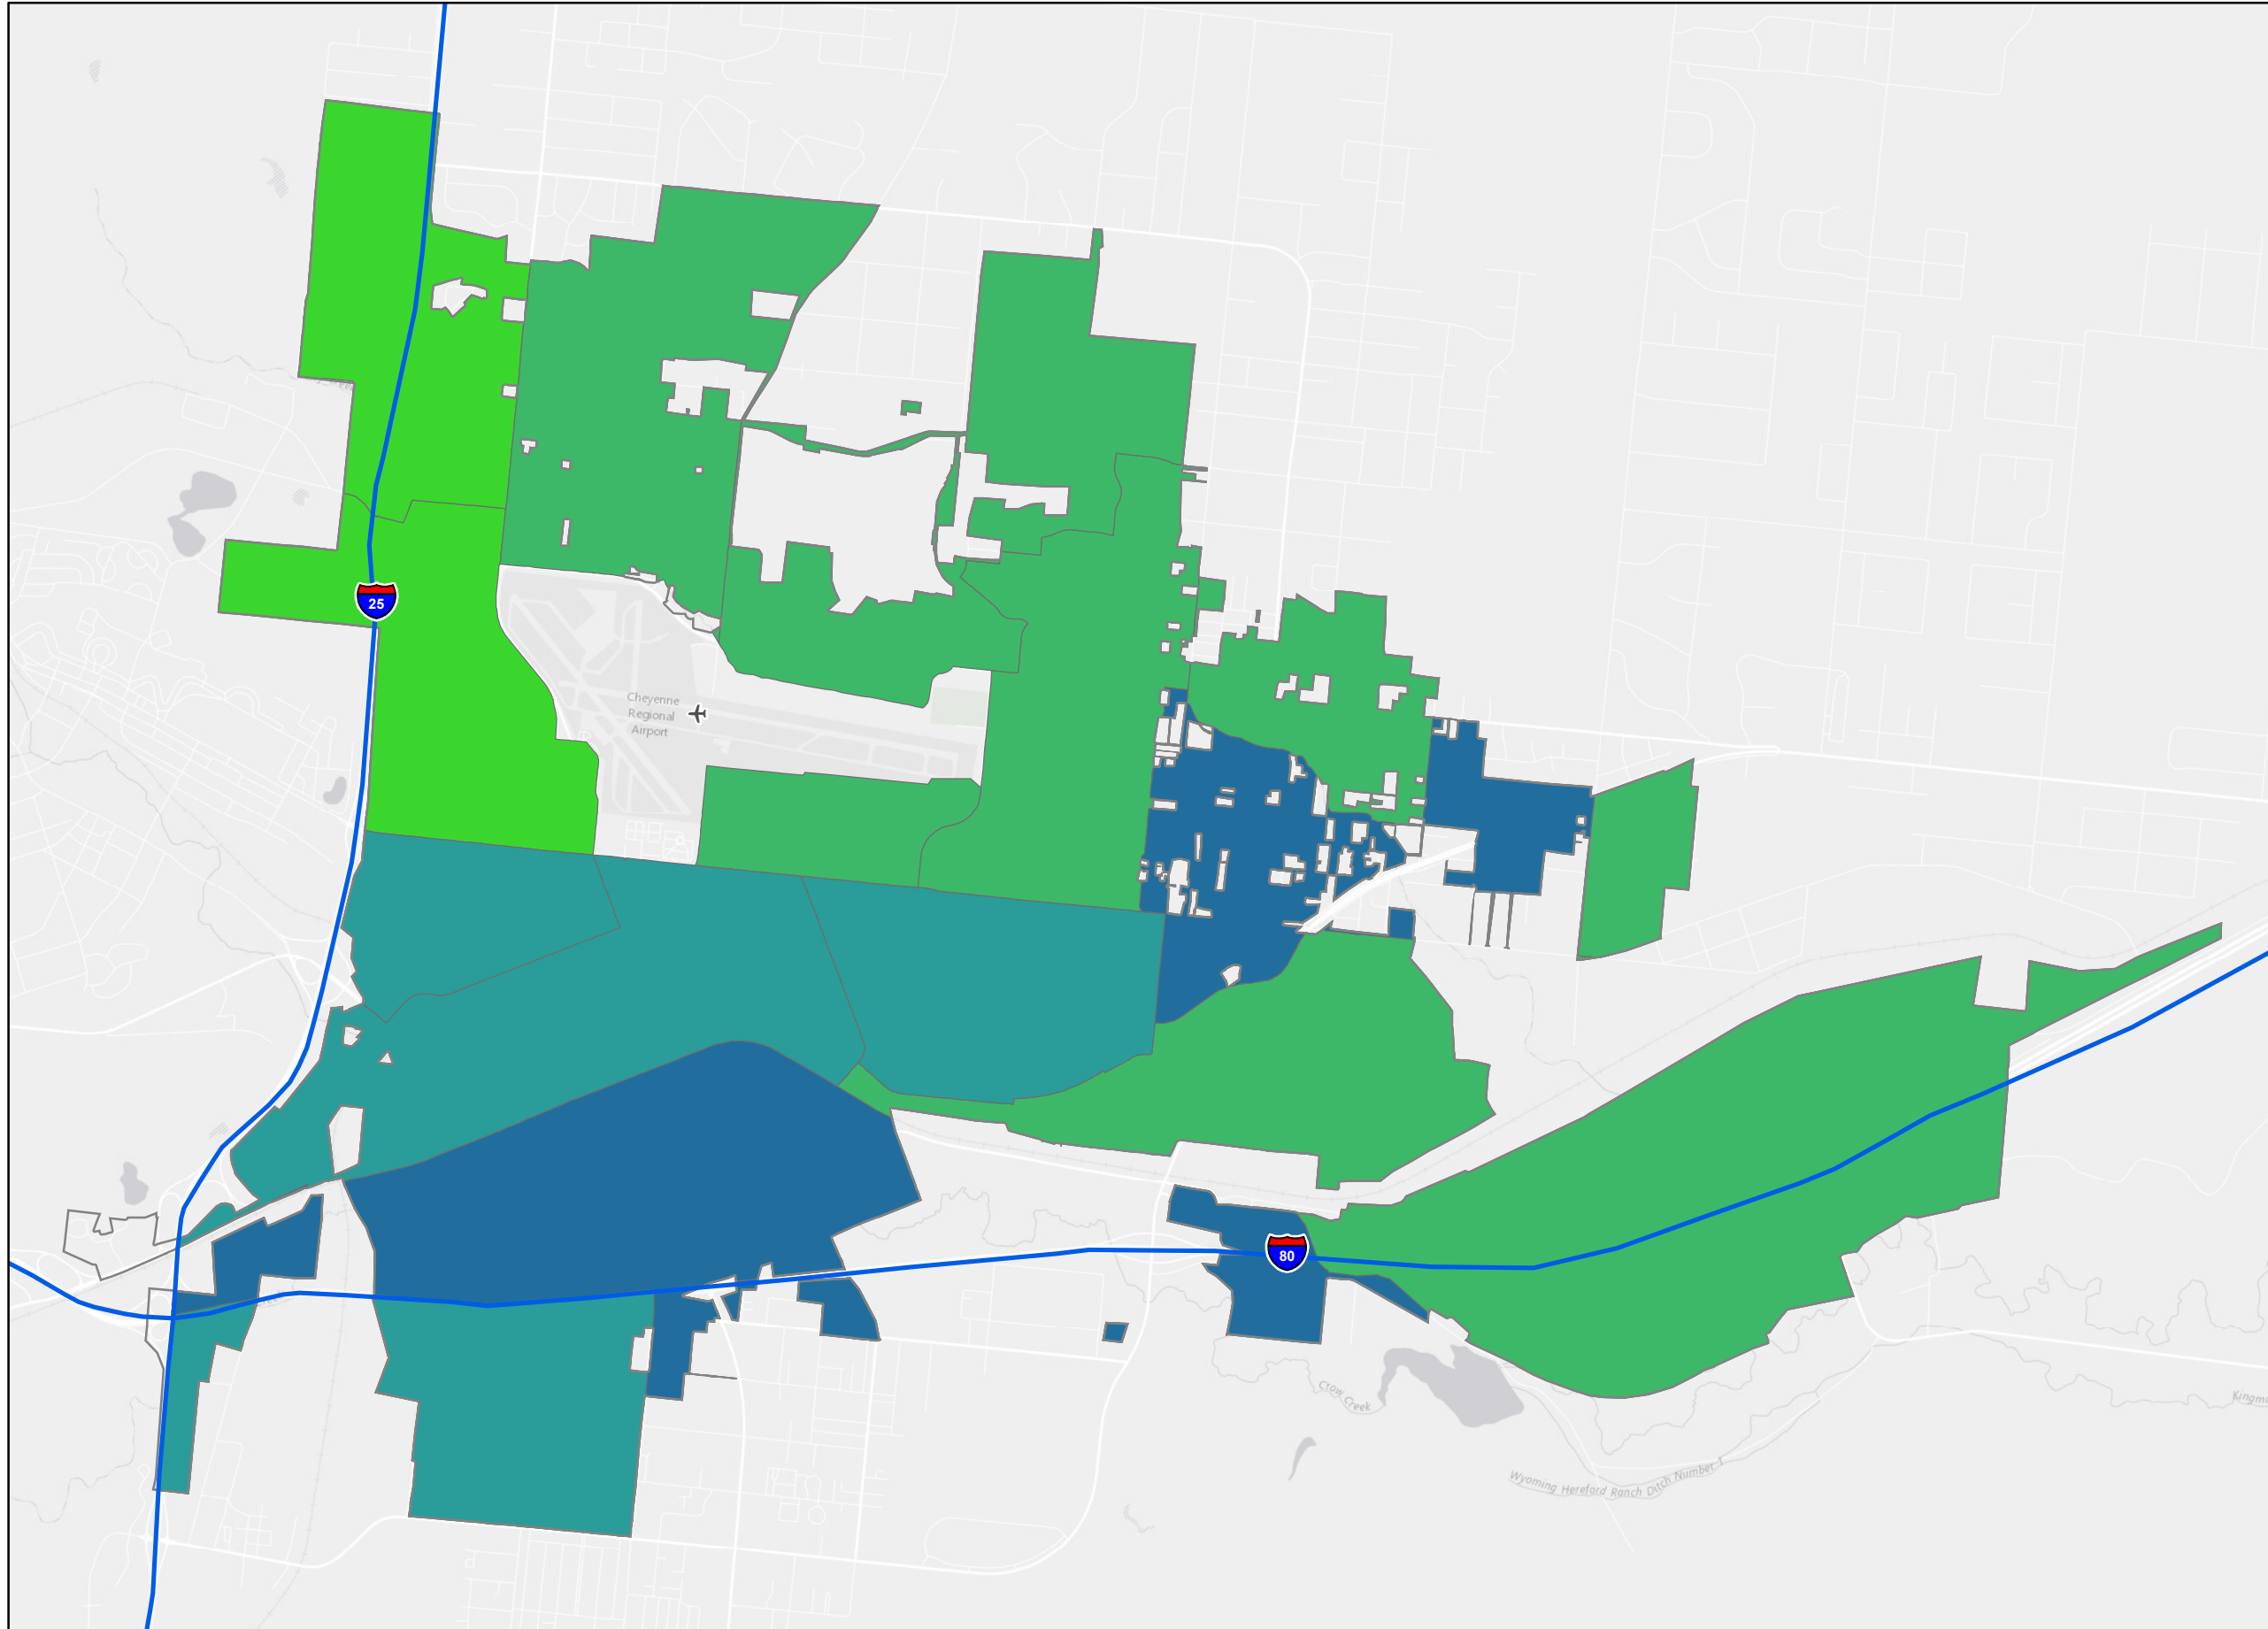 25
Cheyenne
Regional
Airport
80
Crow Creek
Wyoming Hereford Ranch Ditch Number 1